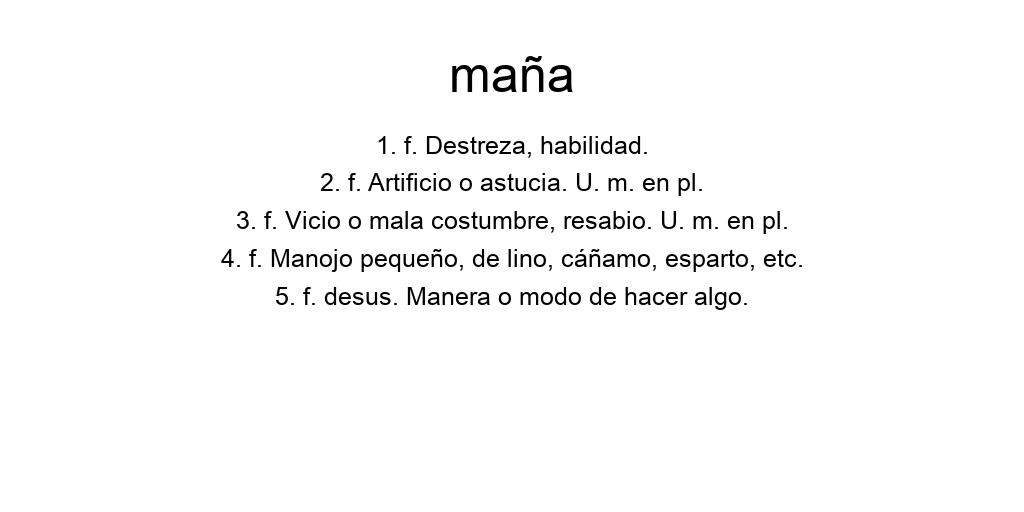 maña
1. f. Destreza, habilidad.
2. f. Artificio o astucia. U. m. en pl.
3. f. Vicio o mala costumbre, resabio. U. m. en pl.
4. f. Manojo pequeño, de lino, cáñamo, esparto, etc.
5. f. desus. Manera o modo de hacer algo.